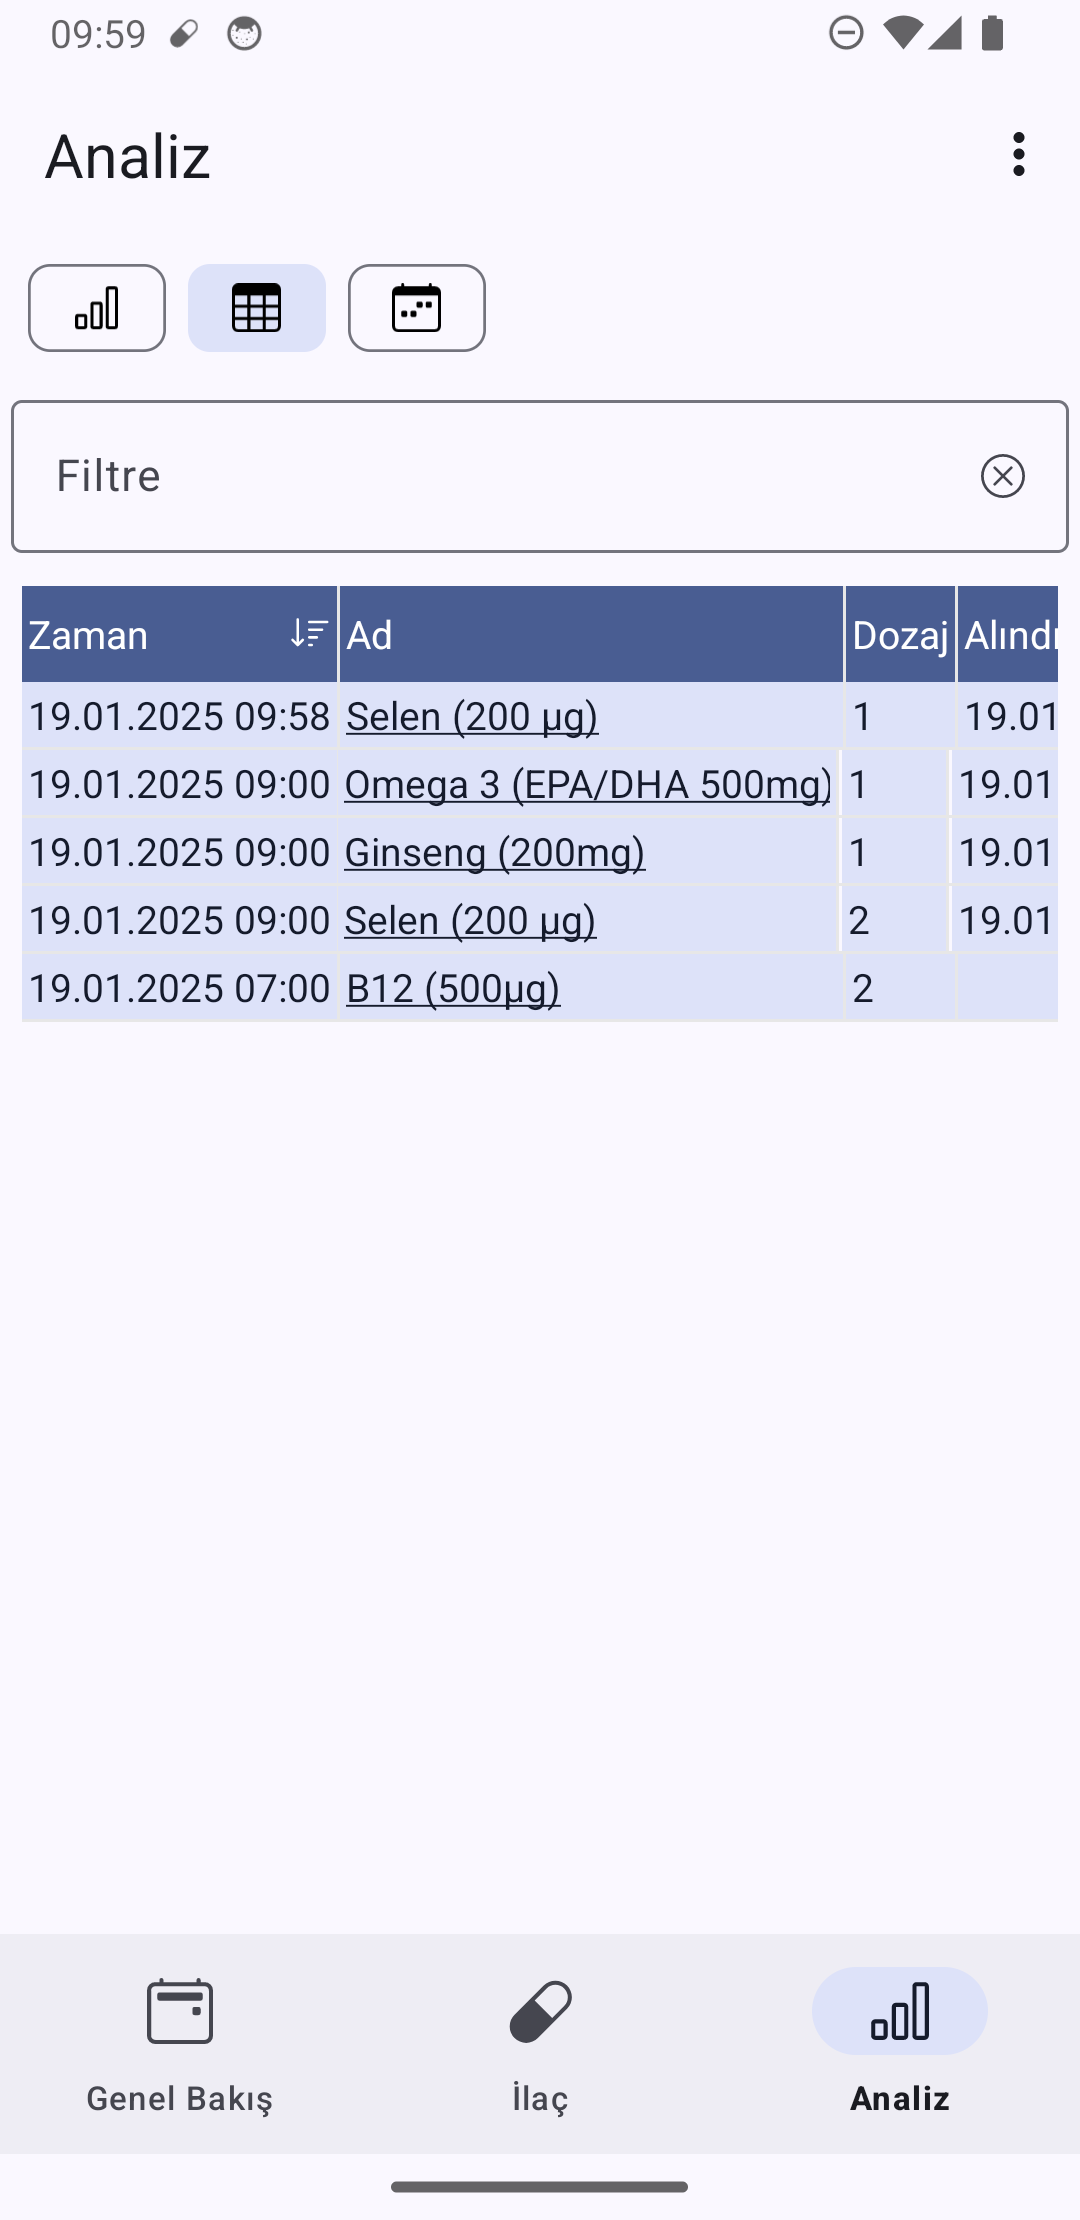 09:59
Analiz
Filtre
Zaman Ad Dozaj Alındı
19.01.2025 09:58 Selen (200 µg) 1 19.01
19.01.2025 09:00 Omega 3 (EPA/DHA 500mg) 1 19.01
19.01.2025 09:00 Ginseng (200mg) 1 19.01
19.01.2025 09:00 Selen (200 µg) 2 19.01
19.01.2025 07:00 B12 (500µg) 2
Genel Bakış İlaç Analiz